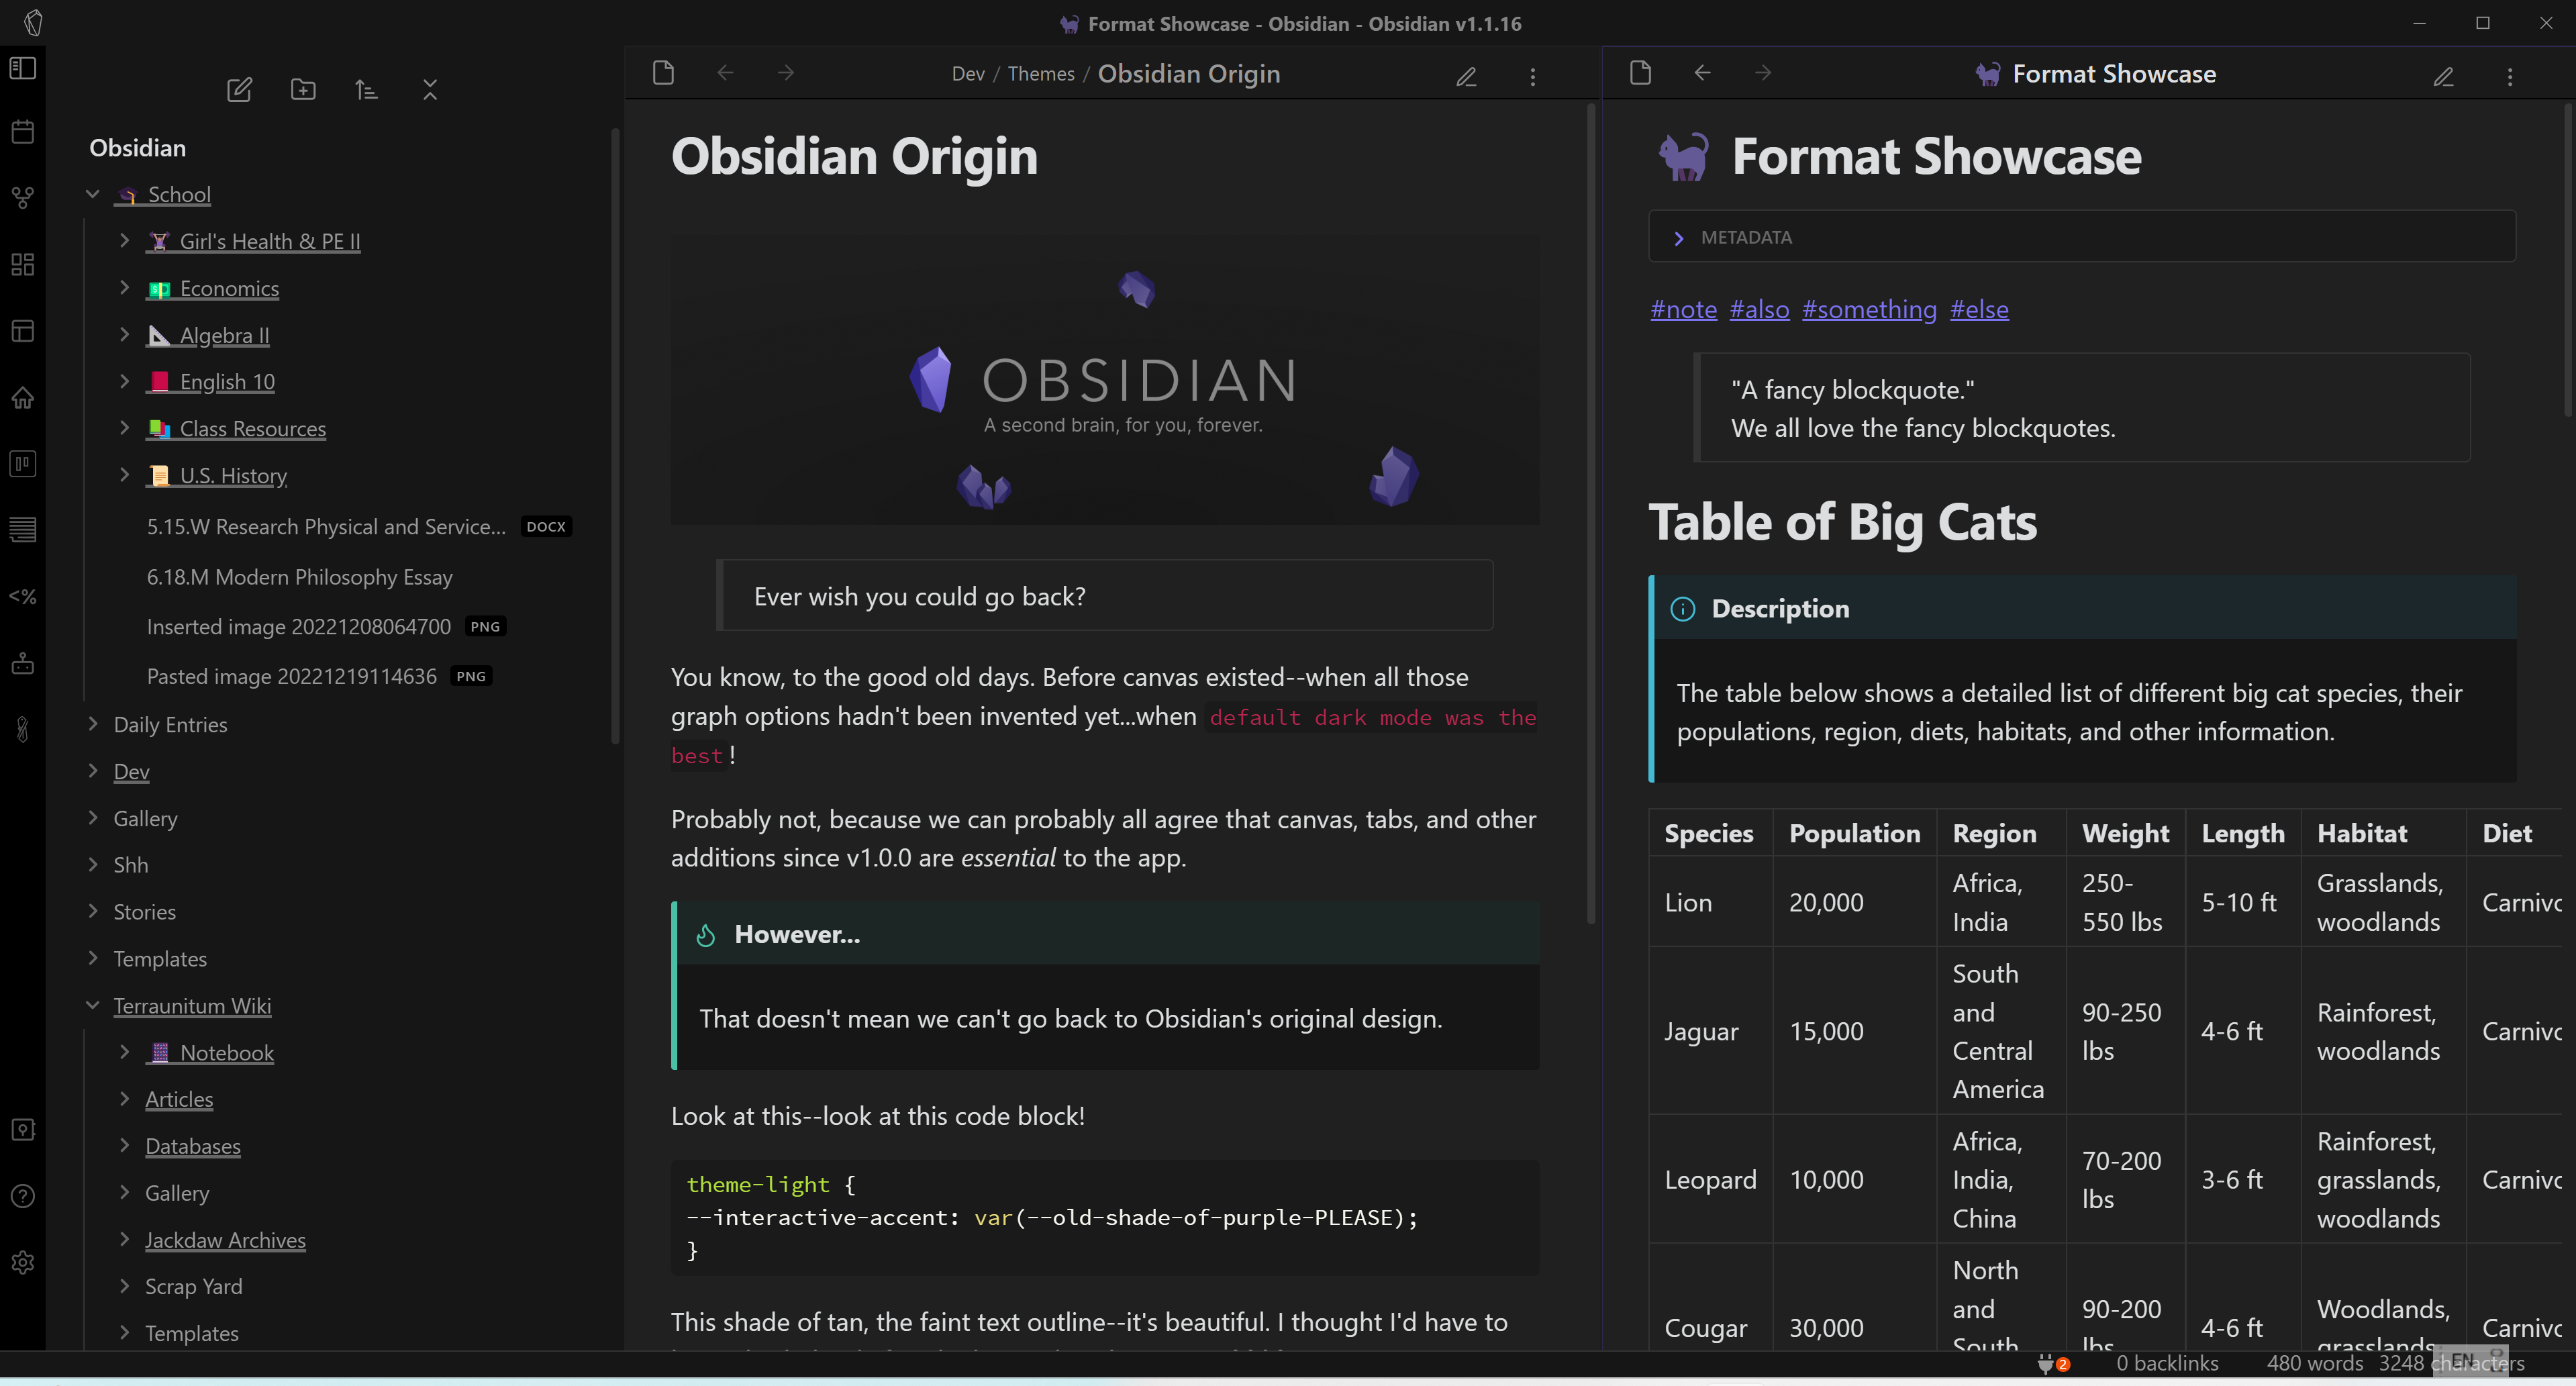 Format Showcase - Obsidian - Obsidian v1.1.16
Obsidian
School
Girl's Health & PE II
Economics
Algebra II
English 10
Class Resources
U.S. History
5.15.W Research Physical and Service... DOCX
6.18.M Modern Philosophy Essay
Inserted image 20221208064700 PNG
Pasted image 20221219114636 PNG
Daily Entries
Dev
Gallery
Shh
Stories
Templates
Terraunitum Wiki
Notebook
Articles
Databases
Gallery
Jackdaw Archives
Scrap Yard
Templates
Dev / Themes / Obsidian Origin
Obsidian Origin
OBSIDIAN
A second brain, for you, forever.
Ever wish you could go back?
You know, to the good old days. Before canvas existed--when all those
graph options hadn't been invented yet...when default dark mode was the
best!
Probably not, because we can probably all agree that canvas, tabs, and other
additions since v1.0.0 are essential to the app.
However...
That doesn't mean we can't go back to Obsidian's original design.
Look at this--look at this code block!
theme-light {
--interactive-accent: var(--old-shade-of-purple-PLEASE);
}
This shade of tan, the faint text outline--it's beautiful. I thought I'd have to
Format Showcase
Format Showcase
METADATA
#note #also #something #else
"A fancy blockquote."
We all love the fancy blockquotes.
Table of Big Cats
Description
The table below shows a detailed list of different big cat species, their
populations, region, diets, habitats, and other information.
Species Population Region Weight Length Habitat Diet
Lion 20,000 Africa, India 250-550 lbs 5-10 ft Grasslands, woodlands Carnivo
Jaguar 15,000 South and Central America 90-250 lbs 4-6 ft Rainforest, woodlands Carnivo
Leopard 10,000 Africa, India, China 70-200 lbs 3-6 ft Rainforest, grasslands, woodlands Carnivo
Cougar 30,000 North and South 90-200 lbs 4-6 ft Woodlands, grasslands, Carnivo
2 0 backlinks 480 words 3248 characters
EN